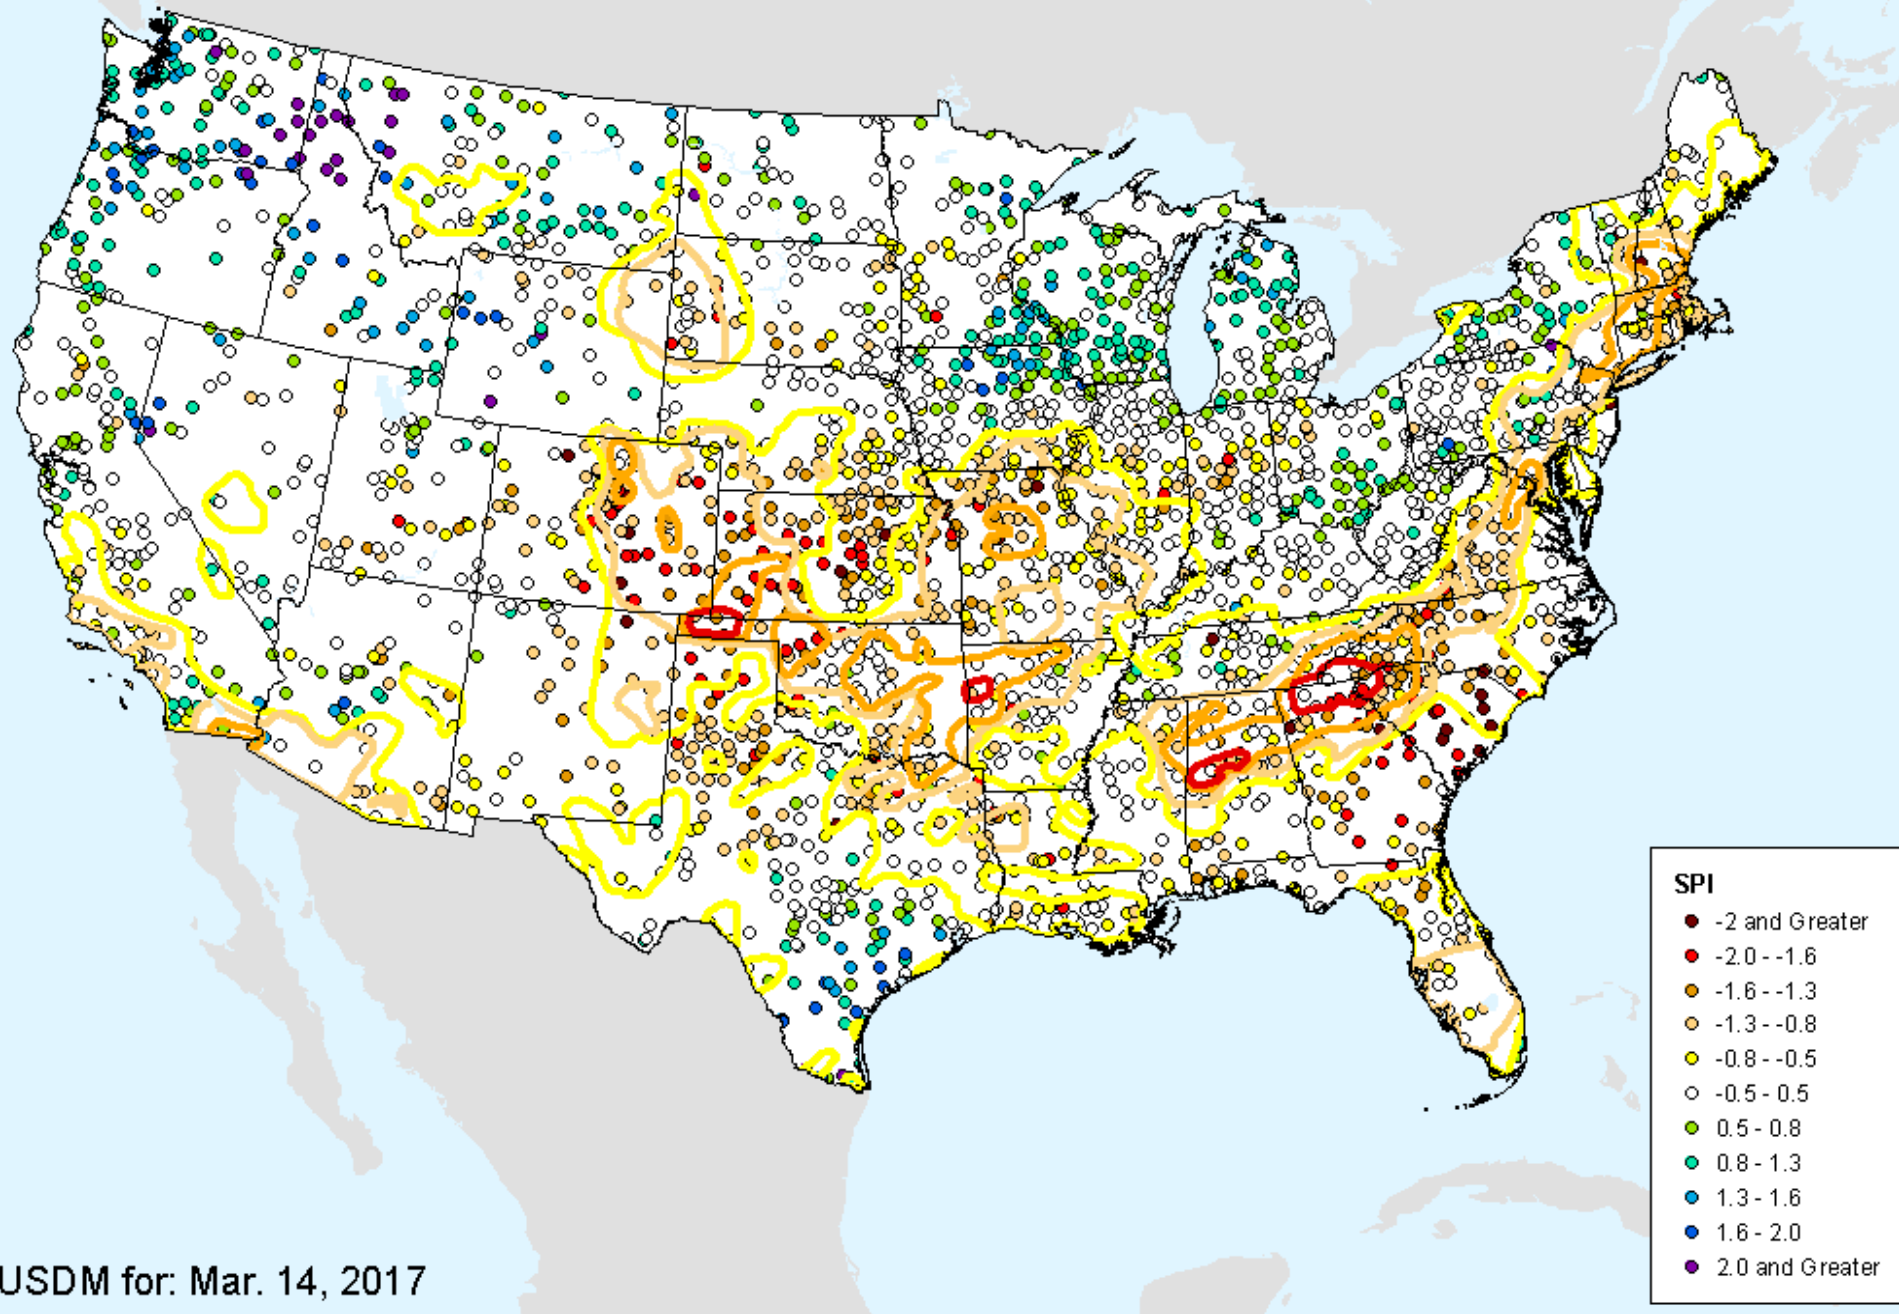 SPI
-2 and Greater
-2.0 - -1.6
-1.6 - -1.3
-1.3 - -0.8
-0.8 - -0.5
-0.5 - 0.5
0.5 - 0.8
0.8 - 1.3
1.3 - 1.6
1.6 - 2.0
2.0 and Greater
USDM for: Mar. 14, 2017